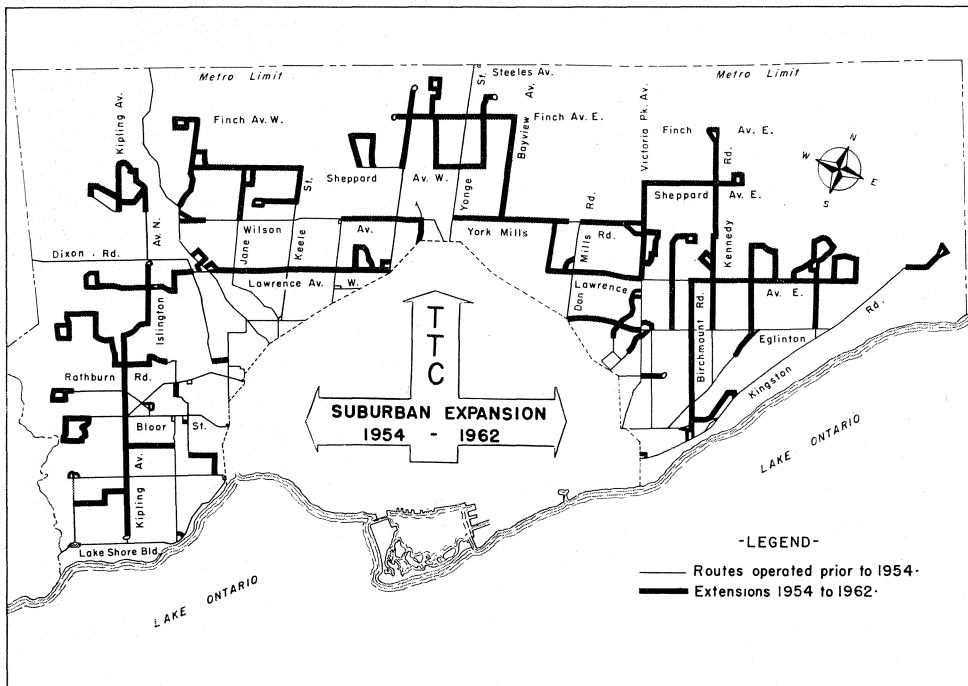 Metro Limit
St.
Steeles Av.
Metro Limit
Kipling Av.
Finch Av. W.
Av.
Bayview
Finch Av. E.
Victoria Pk. Av.
Finch Av. E.
Rd.
N
W
E
S
St.
Sheppard Av. W.
Yonge
Rd.
Sheppard Av. E.
Av. N.
Jane
Wilson
Keele
Av.
York Mills Rd.
Mills
Kennedy
Dixon. Rd.
Lawrence Av. W.
Don
Lawrence Av. E.
Islington
Birchmount Rd.
Eglinton
Rd.
Kingston
TTC
SUBURBAN EXPANSION
1954 - 1962
Rathburn Rd.
Bloor St.
Av.
Kipling
Lake Shore Bld.
LAKE ONTARIO
LAKE ONTARIO
-LEGEND-
Routes operated prior to 1954.
Extensions 1954 to 1962.